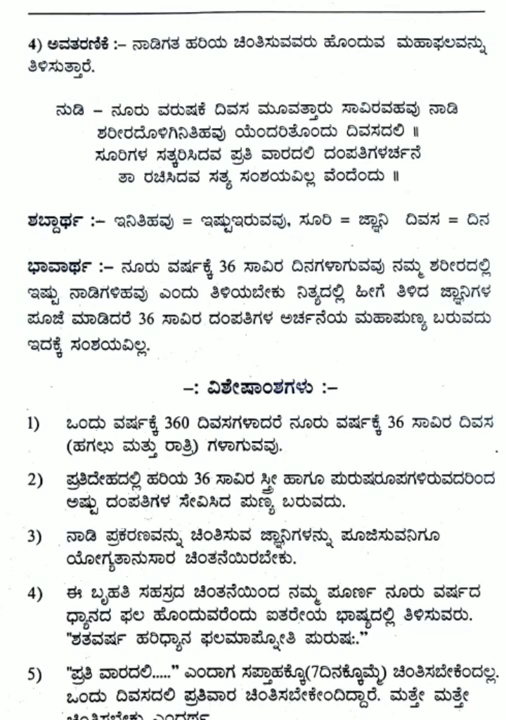 4) ಅವತರಣಿಕೆ :– ನಾಡಿಗತ ಹರಿಯ ಚಿಂತಿಸುವವರು ಹೊಂದುವ ಮಹಾಫಲವನ್ನು
ತಿಳಿಸುತ್ತಾರೆ.
ನುಡಿ – ನೂರು ವರುಷಕೆ ದಿವಸ ಮೂವತ್ತಾರು ಸಾವಿರವಹವು ನಾಡಿ
ಶರೀರದೊಳಿಗಿನಿತಿಹವು ಯೆಂದರಿತೊಂದು ದಿವಸದಲಿ ॥
ಸೂರಿಗಳ ಸತ್ಕರಿಸಿದವ ಪ್ರತಿ ವಾರದಲಿ ದಂಪತಿಗಳರ್ಚನೆ
ತಾ ರಚಿಸಿದವ ಸತ್ಯ ಸಂಶಯವಿಲ್ಲ ವೆಂದೆಂದು ॥
ಶಬ್ದಾರ್ಥ :– ಇನಿತಿಹವು = ಇಷ್ಟುಇರುವವು, ಸೂರಿ = ಜ್ಞಾನಿ ದಿವಸ = ದಿನ
ಭಾವಾರ್ಥ :– ನೂರು ವರ್ಷಕ್ಕೆ 36 ಸಾವಿರ ದಿನಗಳಾಗುವವು ನಮ್ಮ ಶರೀರದಲ್ಲಿ
ಇಷ್ಟು ನಾಡಿಗಳಿಹವು ಎಂದು ತಿಳಿಯಬೇಕು ನಿತ್ಯದಲ್ಲಿ ಹೀಗೆ ತಿಳಿದ ಜ್ಞಾನಿಗಳ
ಪೂಜೆ ಮಾಡಿದರೆ 36 ಸಾವಿರ ದಂಪತಿಗಳ ಅರ್ಚನೆಯ ಮಹಾಪುಣ್ಯ ಬರುವದು
ಇದಕ್ಕೆ ಸಂಶಯವಿಲ್ಲ.
–: ವಿಶೇಷಾಂಶಗಳು :–
1) ಒಂದು ವರ್ಷಕ್ಕೆ 360 ದಿವಸಗಳಾದರೆ ನೂರು ವರ್ಷಕ್ಕೆ 36 ಸಾವಿರ ದಿವಸ
(ಹಗಲು ಮತ್ತು ರಾತ್ರಿ) ಗಳಾಗುವವು.
2) ಪ್ರತಿದೇಹದಲ್ಲಿ ಹರಿಯ 36 ಸಾವಿರ ಸ್ತ್ರೀ ಹಾಗೂ ಪುರುಷರೂಪಗಳಿರುವದರಿಂದ
ಅಷ್ಟು ದಂಪತಿಗಳ ಸೇವಿಸಿದ ಪುಣ್ಯ ಬರುವದು.
3) ನಾಡಿ ಪ್ರಕರಣವನ್ನು ಚಿಂತಿಸುವ ಜ್ಞಾನಿಗಳನ್ನು ಪೂಜಿಸುವನಿಗೂ
ಯೋಗ್ಯತಾನುಸಾರ ಚಿಂತನೆಯಿರಬೇಕು.
4) ಈ ಬೃಹತಿ ಸಹಸ್ರದ ಚಿಂತನೆಯಿಂದ ನಮ್ಮ ಪೂರ್ಣ ನೂರು ವರ್ಷದ
ಧ್ಯಾನದ ಫಲ ಹೊಂದುವರೆಂದು ಐತರೇಯ ಭಾಷ್ಯದಲ್ಲಿ ತಿಳಿಸುವರು.
"ಶತವರ್ಷ ಹರಿಧ್ಯಾನ ಫಲಮಾಪ್ನೋತಿ ಪುರುಷಃ."
5) "ಪ್ರತಿ ವಾರದಲಿ....." ಎಂದಾಗ ಸಪ್ತಾಹಕ್ಕೊ(7ದಿನಕ್ಕೊಮ್ಮೆ) ಚಿಂತಿಸಬೇಕೆಂದಲ್ಲ.
ಒಂದು ದಿವಸದಲಿ ಪ್ರತಿವಾರ ಚಿಂತಿಸಬೇಕೇಂದಿದ್ದಾರೆ. ಮತ್ತೇ ಮತ್ತೇ
ಚಿಂತಿಸಬೇಕು ಎಂದರ್ಥ